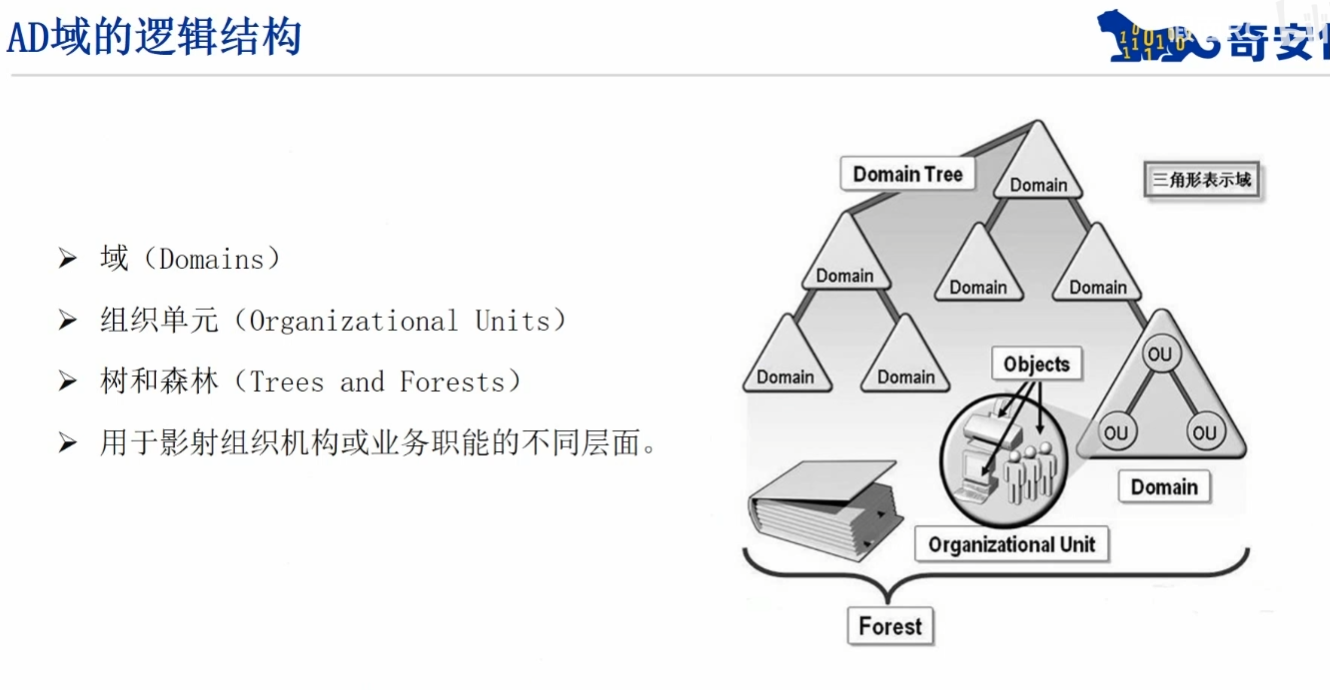 AD域的逻辑结构
奇安
域（Domains）
组织单元（Organizational Units）
树和森林（Trees and Forests）
用于影射组织机构或业务职能的不同层面。
Domain Tree
Domain
三角形表示域
Domain
Domain
Domain
Domain
Domain
Objects
OU
OU
OU
Domain
Organizational Unit
Forest